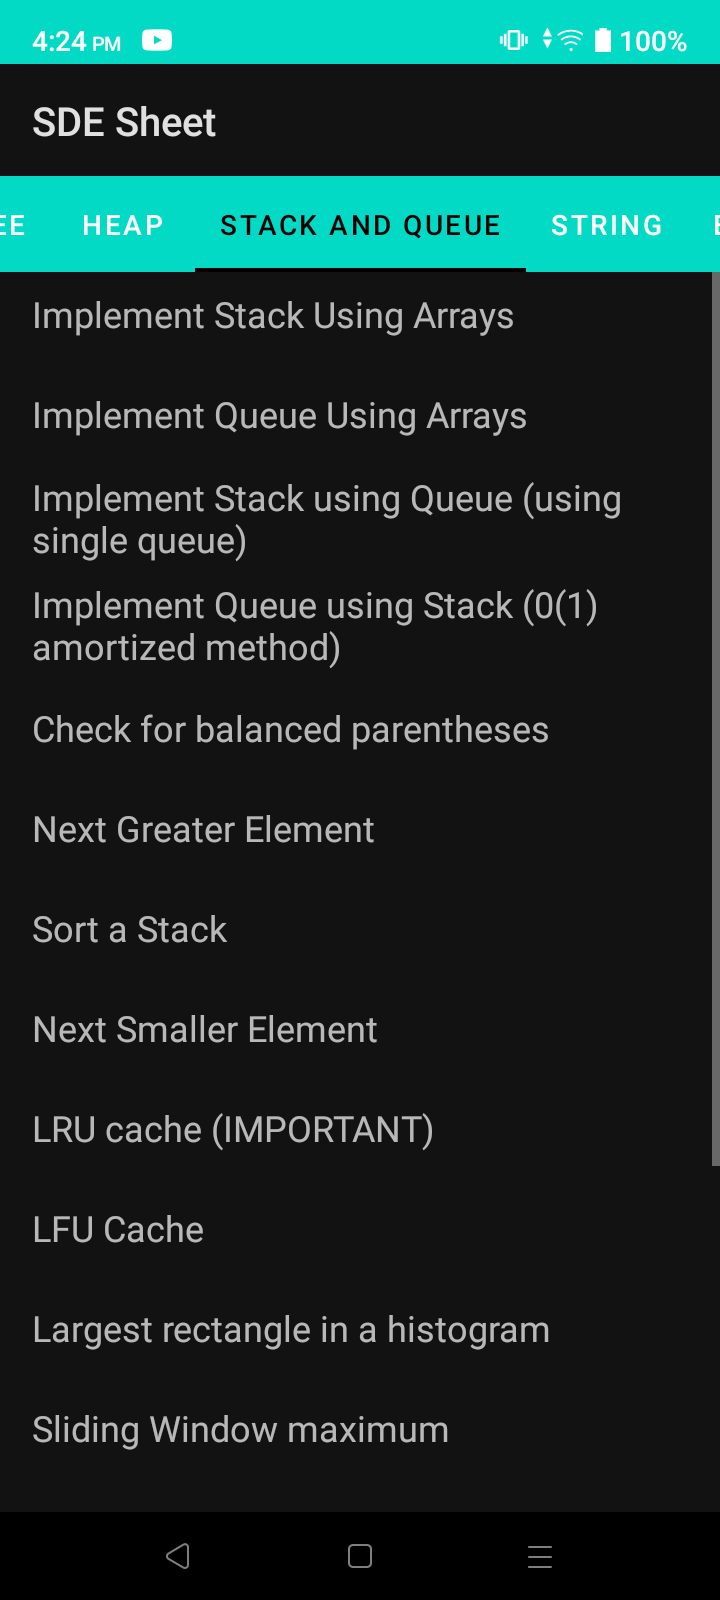 4:24 PM 100%
SDE Sheet
EE HEAP STACK AND QUEUE STRING
Implement Stack Using Arrays
Implement Queue Using Arrays
Implement Stack using Queue (using
single queue)
Implement Queue using Stack (0(1)
amortized method)
Check for balanced parentheses
Next Greater Element
Sort a Stack
Next Smaller Element
LRU cache (IMPORTANT)
LFU Cache
Largest rectangle in a histogram
Sliding Window maximum